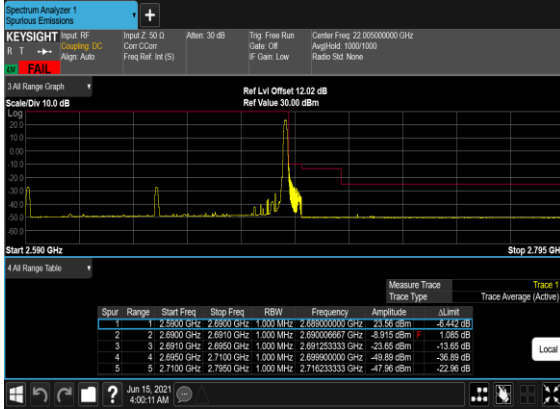 Spectrum Analyzer 1
Spurious Emissions
+
KEYSIGHT Input: RF Input Z: 50 Ω Atten: 30 dB Trig: Free Run Center Freq: 22.005000000 GHz
R T Coupling: DC Corr CCorr Gate: Off Avg|Hold: 1000/1000
Align: Auto Freq Ref: Int (S) IF Gain: Low Radio Std: None
FAIL
3 All Range Graph
Ref Lvl Offset 12.02 dB
Scale/Div 10.0 dB Ref Value 30.00 dBm
Log
20.0
10.0
0.00
-10.0
-20.0
-30.0
-40.0
-50.0
-60.0
Start 2.590 GHz Stop 2.795 GH
4 All Range Table
Measure Trace Trace 1
Trace Type Trace Average (Active)
Spur Range Start Freq Stop Freq RBW Frequency Amplitude ΔLimit
1 1 2.5900 GHz 2.6900 GHz 1.000 MHz 2.689000000 GHz 23.56 dBm -6.442 dB
2 2 2.6900 GHz 2.6910 GHz 1.000 MHz 2.690006667 GHz -8.915 dBm F 1.085 dB
3 3 2.6910 GHz 2.6950 GHz 1.000 MHz 2.691253333 GHz -23.65 dBm -13.65 dB
4 4 2.6950 GHz 2.7100 GHz 1.000 MHz 2.699900000 GHz -49.89 dBm -36.89 dB
5 5 2.7100 GHz 2.7950 GHz 1.000 MHz 2.716233333 GHz -47.96 dBm -22.96 dB
Local
?
Jun 15, 2021
4:00:11 AM